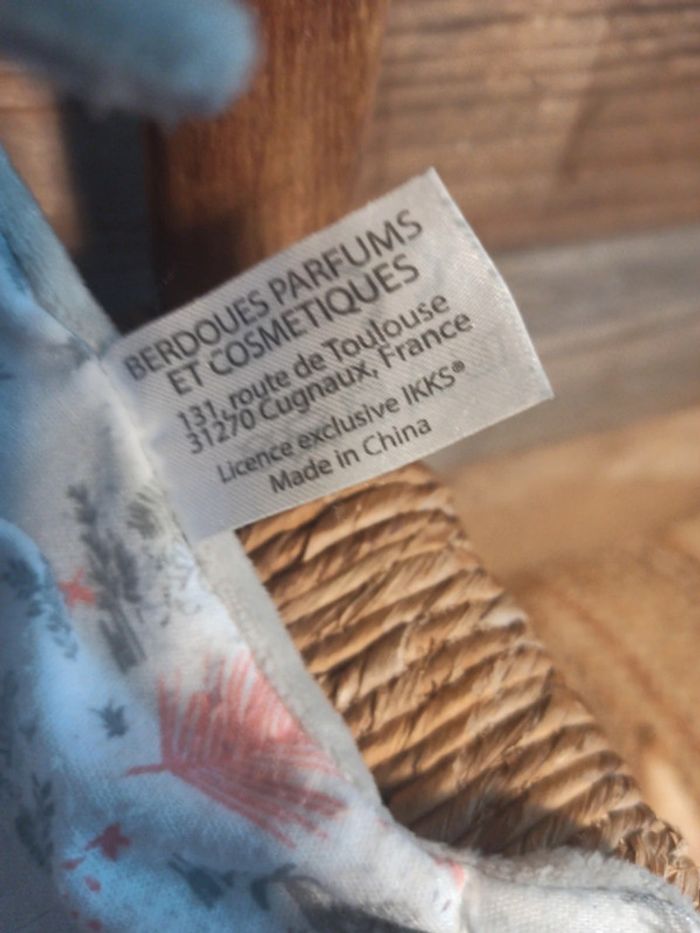 BERDOUES PARFUMS
ET COSMETIQUES
131, route de Toulouse
31270 Cugnaux, France
Licence exclusive IKKS®
Made in China